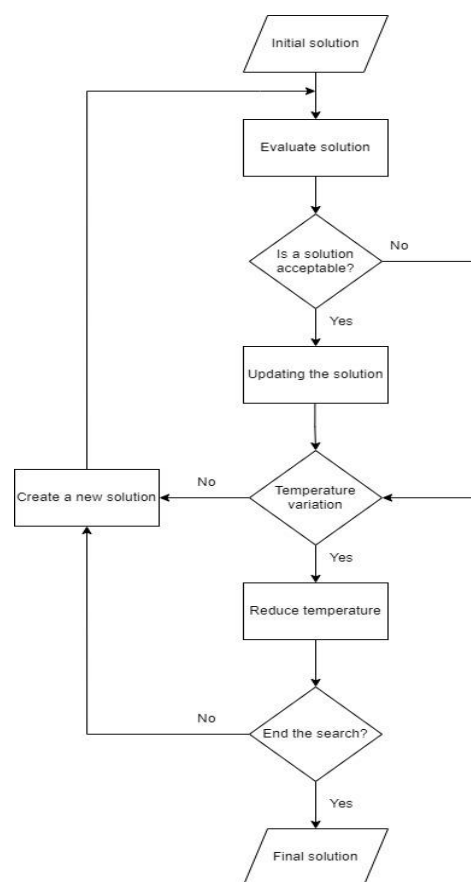 Initial solution
Evaluate solution
Is a solution
acceptable?
No
Yes
Updating the solution
Create a new solution
No
Temperature
variation
Yes
Reduce temperature
No
End the search?
Yes
Final solution